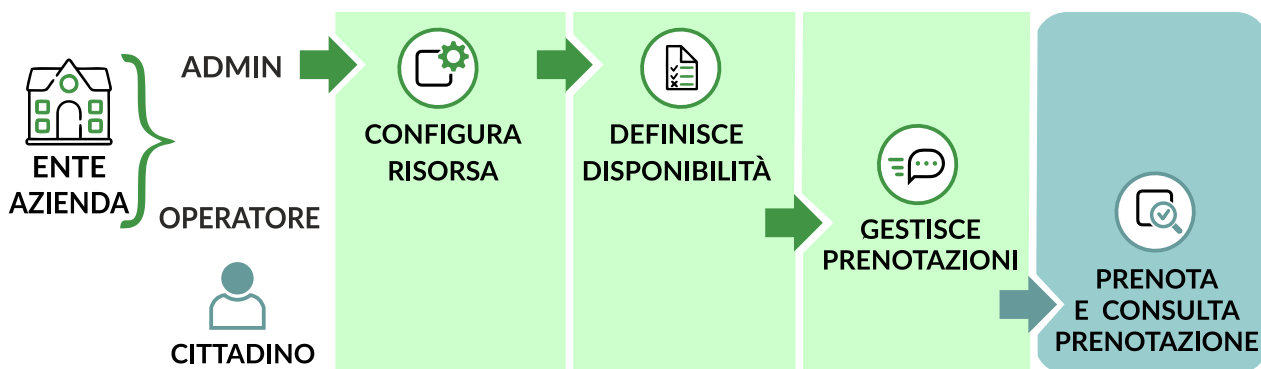 ENTE
AZIENDA
ADMIN
OPERATORE
CITTADINO
CONFIGURA
RISORSA
DEFINISCE
DISPONIBILITÀ
GESTISCE
PRENOTAZIONI
PRENOTA
E CONSULTA
PRENOTAZIONE